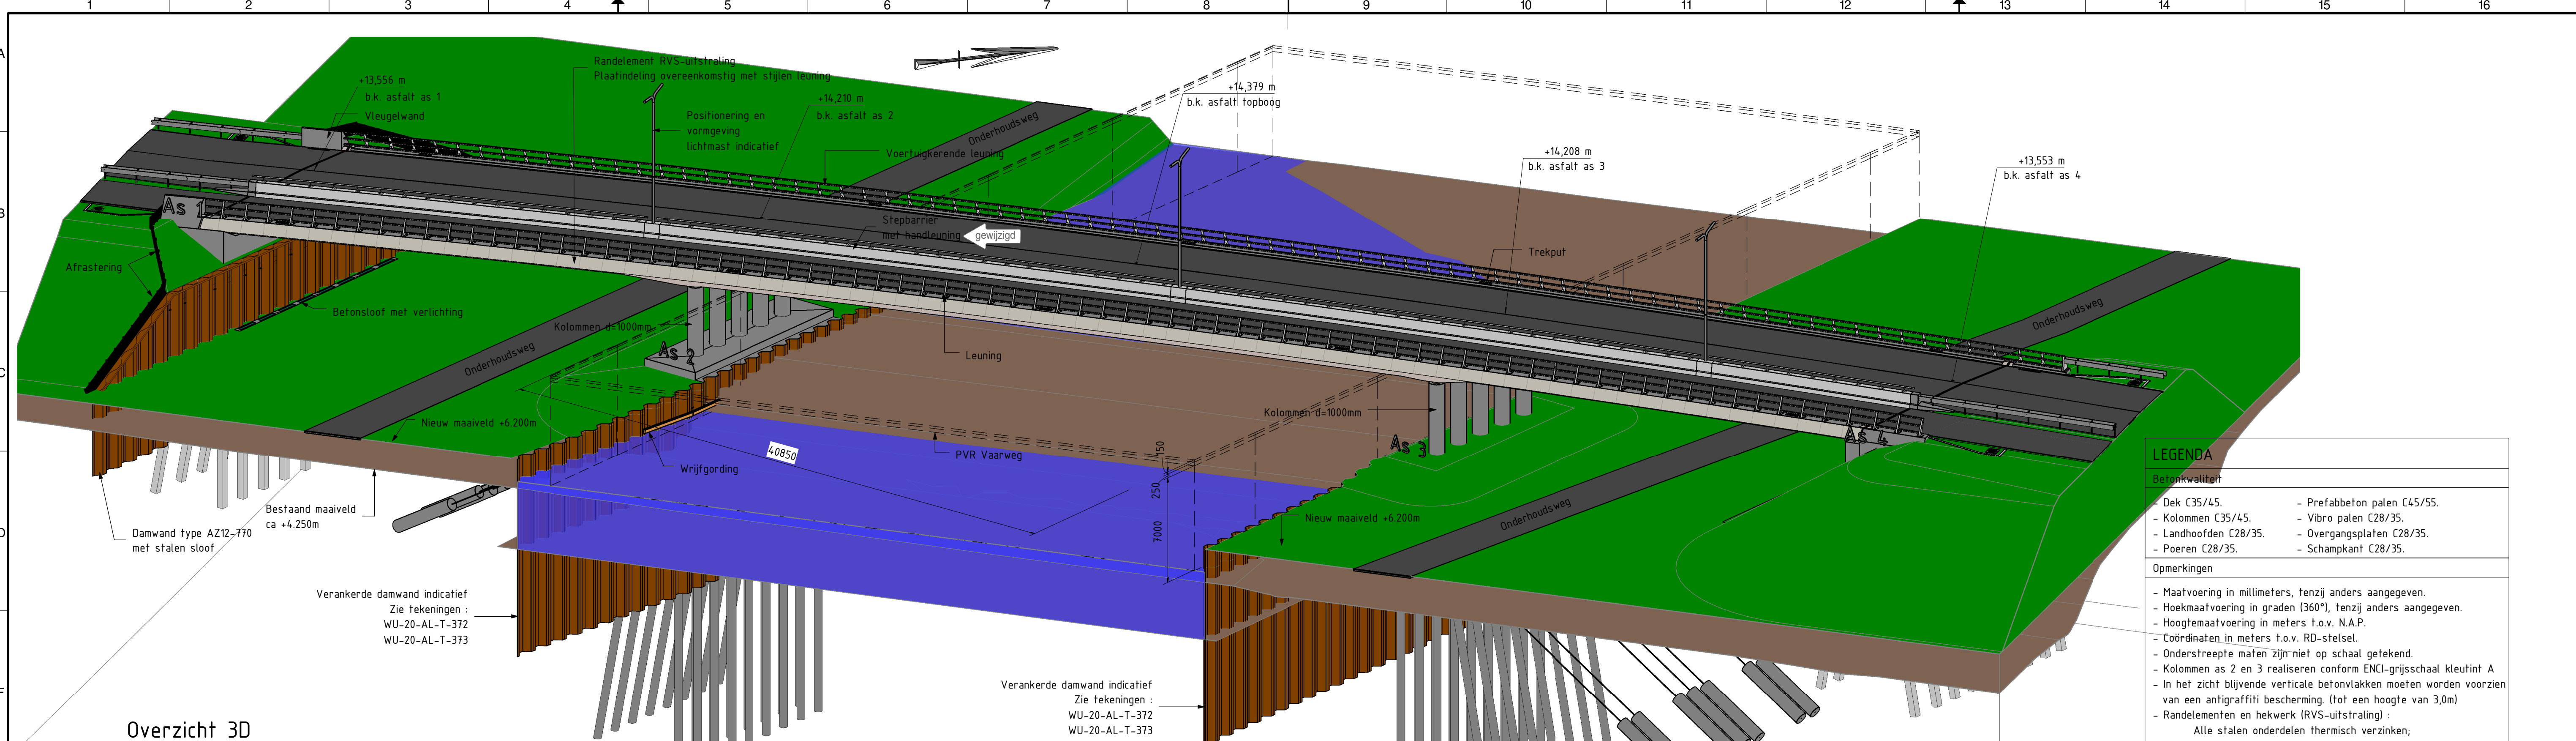 1 2 3 4 5 6 7 8 9 10 11 12 13 14 15 16
A
B
C
D
F
Randelement RVS-uitstraling
Plaatindeling overeenkomstig met stijlen leuning
+13,556 m
b.k. asfalt as 1
Vleugelwand
+14,210 m
b.k. asfalt as 2
Positionering en
vormgeving
lichtmast indicatief
Voertuigkerende leuning
Onderhoudsweg
+14,379 m
b.k. asfalt topboog
+14,208 m
b.k. asfalt as 3
+13,553 m
b.k. asfalt as 4
As 1
Stepbarrier
met handleuning
gewijzigd
Trekput
Afrastering
Betonsloof met verlichting
Kolommen d=1000mm
As 2
Onderhoudsweg
Leuning
Onderhoudsweg
Nieuw maaiveld +6.200m
Wrijfgording
40850
PVR Vaarweg
150
250
7000
Kolommen d=1000mm
As 3
As 4
Onderhoudsweg
Nieuw maaiveld +6.200m
Bestaand maaiveld
ca +4.250m
Damwand type AZ12-770
met stalen sloof
Verankerde damwand indicatief
Zie tekeningen :
WU-20-AL-T-372
WU-20-AL-T-373
Verankerde damwand indicatief
Zie tekeningen :
WU-20-AL-T-372
WU-20-AL-T-373
Overzicht 3D
LEGENDA
Betonkwaliteit
- Dek C35/45.
- Kolommen C35/45.
- Landhoofden C28/35.
- Poeren C28/35.
- Prefabbeton palen C45/55.
- Vibro palen C28/35.
- Overgangsplaten C28/35.
- Schampkant C28/35.
Opmerkingen
- Maatvoering in millimeters, tenzij anders aangegeven.
- Hoekmaatvoering in graden (360°), tenzij anders aangegeven.
- Hoogtemaatvoering in meters t.o.v. N.A.P.
- Coördinaten in meters t.o.v. RD-stelsel.
- Onderstreepte maten zijn niet op schaal getekend.
- Kolommen as 2 en 3 realiseren conform ENCI-grijsschaal kleutint A
- In het zicht blijvende verticale betonvlakken moeten worden voorzien
van een antigraffiti bescherming. (tot een hoogte van 3,0m)
- Randelementen en hekwerk (RVS-uitstraling) :
Alle stalen onderdelen thermisch verzinken;